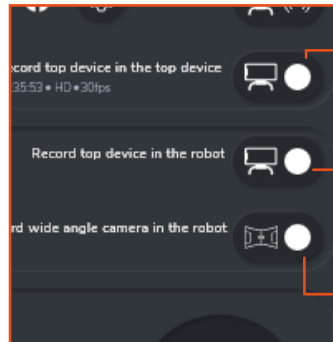 cord top device in the top device
35:53 • HD • 30fps
Record top device in the robot
rd wide angle camera in the robot